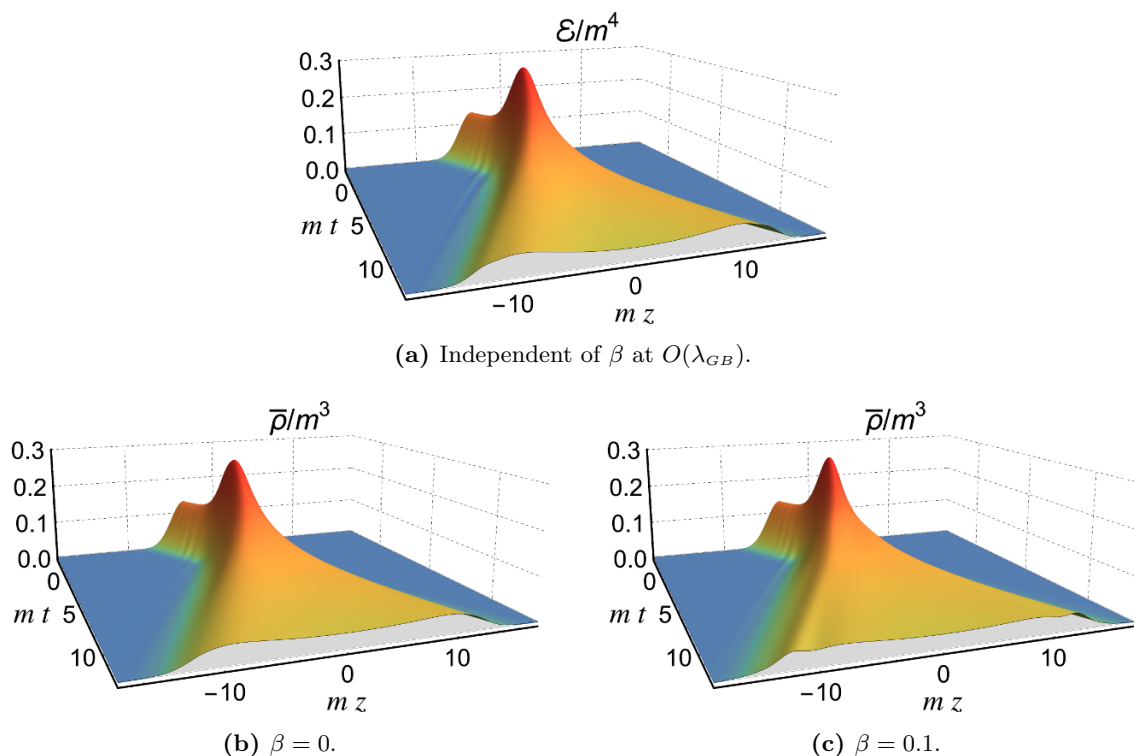 ℰ/m⁴
0.3
0.2
0.1
0.0
0
m t 5
10
−10 0 10
m z
(a) Independent of β at O(λ_GB).
ρ̅/m³ ρ̅/m³
0.3 0.3
0.2 0.2
0.1 0.1
0.0 0.0
0 0
m t 5 m t 5
10 10
−10 0 10 −10 0 10
m z m z
(b) β = 0. (c) β = 0.1.